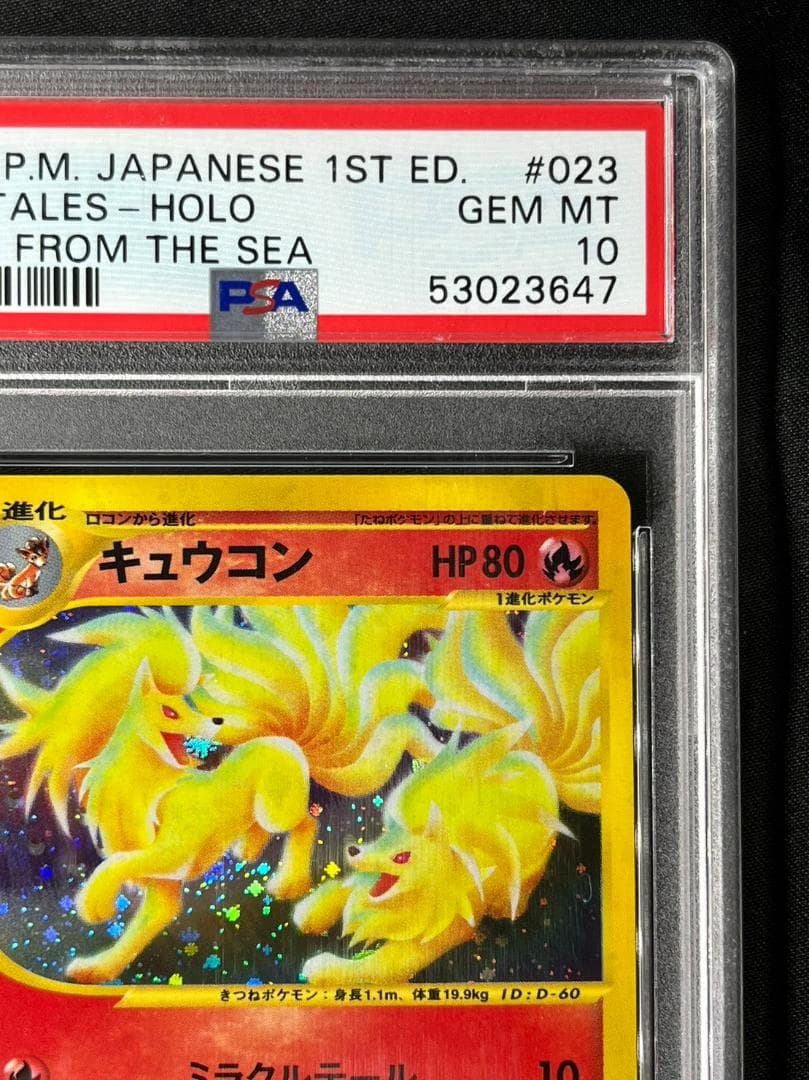 P.M. JAPANESE 1ST ED. #023
TALES-HOLO GEM MT
FROM THE SEA 10
PSA 53023647
進化 ロコンから進化 「たねポケモン」の上に重ねて進化させます。
キュウコン HP80
1進化ポケモン
きつねポケモン:身長1.1m、体重19.9kg ID:D-60
ミラクルテール 10